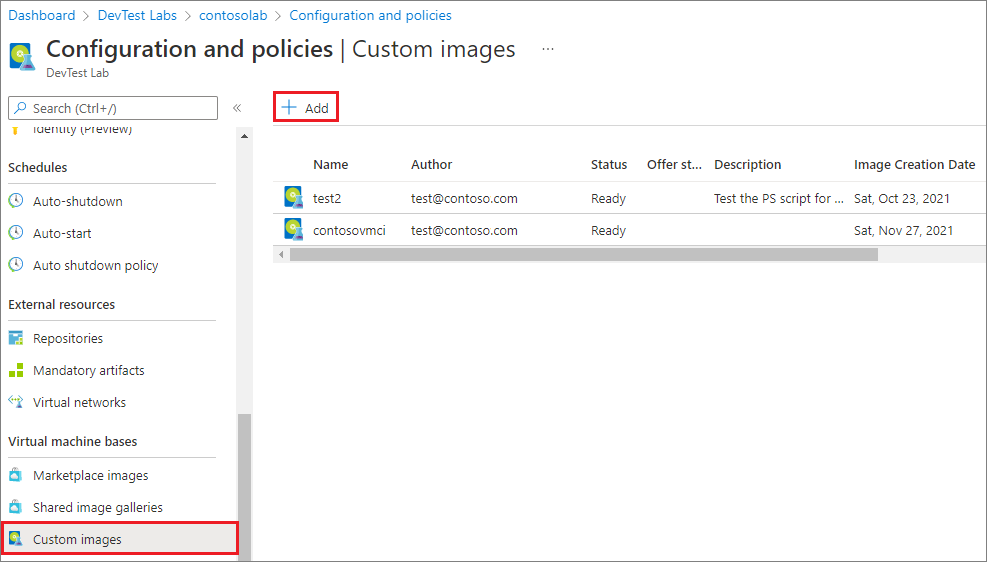 Dashboard > DevTest Labs > contosolab > Configuration and policies
Configuration and policies | Custom images ...
DevTest Lab
Search (Ctrl+/) «
+ Add
Identity (Preview)
Schedules
Auto-shutdown
Auto-start
Auto shutdown policy
External resources
Repositories
Mandatory artifacts
Virtual networks
Virtual machine bases
Marketplace images
Shared image galleries
Custom images
Name Author Status Offer st... Description Image Creation Date
test2 test@contoso.com Ready Test the PS script for ... Sat, Oct 23, 2021
contosovmci test@contoso.com Ready Sat, Nov 27, 2021